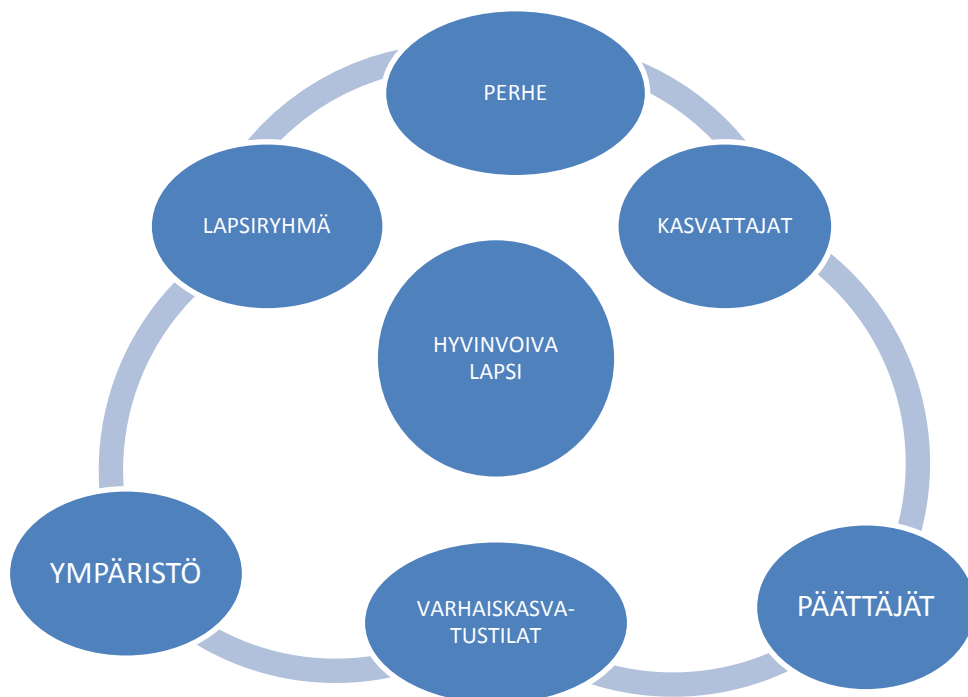 PERHE
LAPSIRYHMÄ
KASVATTAJAT
HYVINVOIVA
LAPSI
YMPÄRISTÖ
VARHAISKASVA-
TUSTILAT
PÄÄTTÄJÄT